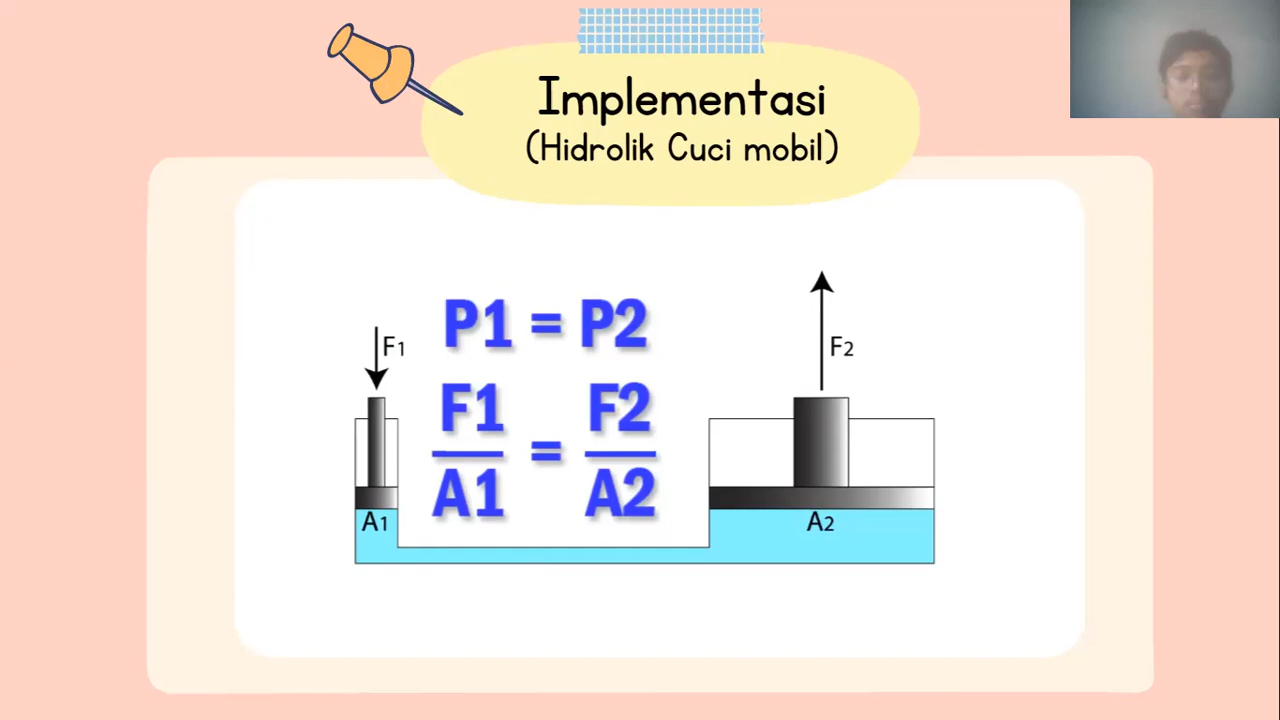 Implementasi
(Hidrolik Cuci mobil)
P1 = P2
F1
F2
F1 = F2
A1 A2
A1
A2